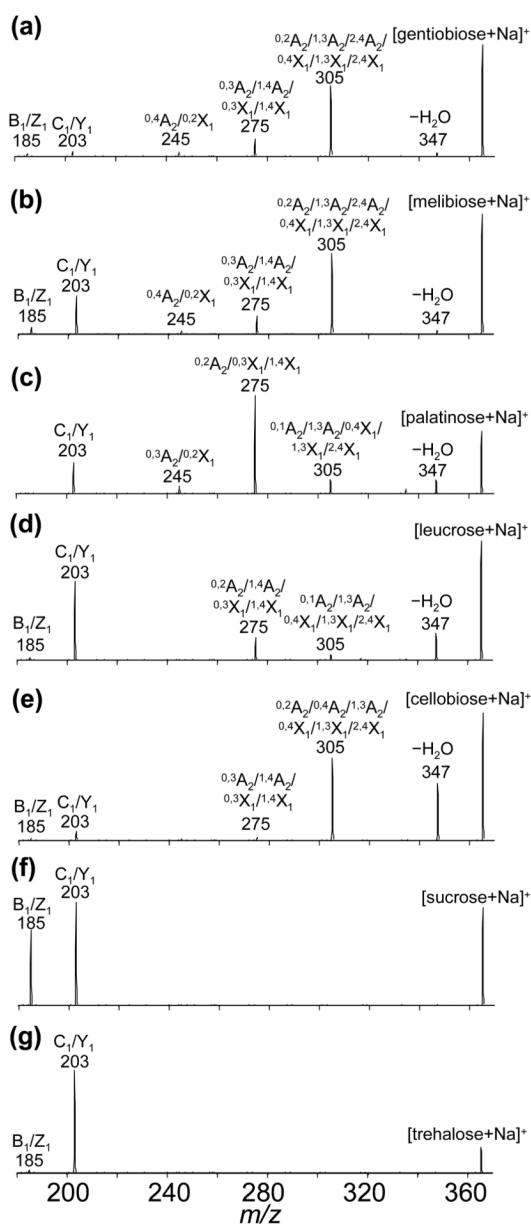 (a)
0,2A2/1,3A2/2,4A2/
0,4X1/1,3X1/2,4X1
305
[gentiobiose+Na]+
0,3A2/1,4A2/
0,3X1/1,4X1
275
B1/Z1
185
C1/Y1
203
0,4A2/0,2X1
245
−H2O
347
(b)
0,2A2/1,3A2/2,4A2/
0,4X1/1,3X1/2,4X1
305
[melibiose+Na]+
0,3A2/1,4A2/
0,3X1/1,4X1
275
C1/Y1
203
B1/Z1
185
0,4A2/0,2X1
245
−H2O
347
(c)
0,2A2/0,3X1/1,4X1
275
[palatinose+Na]+
0,1A2/1,3A2/0,4X1/
1,3X1/2,4X1
305
C1/Y1
203
0,3A2/0,2X1
245
−H2O
347
(d)
[leucrose+Na]+
C1/Y1
203
0,2A2/1,4A2/
0,3X1/1,4X1
275
0,1A2/1,3A2/
0,4X1/1,3X1/2,4X1
305
−H2O
347
B1/Z1
185
(e)
0,2A2/0,4A2/1,3A2/
0,4X1/1,3X1/2,4X1
305
[cellobiose+Na]+
−H2O
347
0,3A2/1,4A2/
0,3X1/1,4X1
275
B1/Z1
185
C1/Y1
203
(f)
C1/Y1
203
B1/Z1
185
[sucrose+Na]+
(g)
C1/Y1
203
B1/Z1
185
[trehalose+Na]+
200 240 280 320 360
m/z